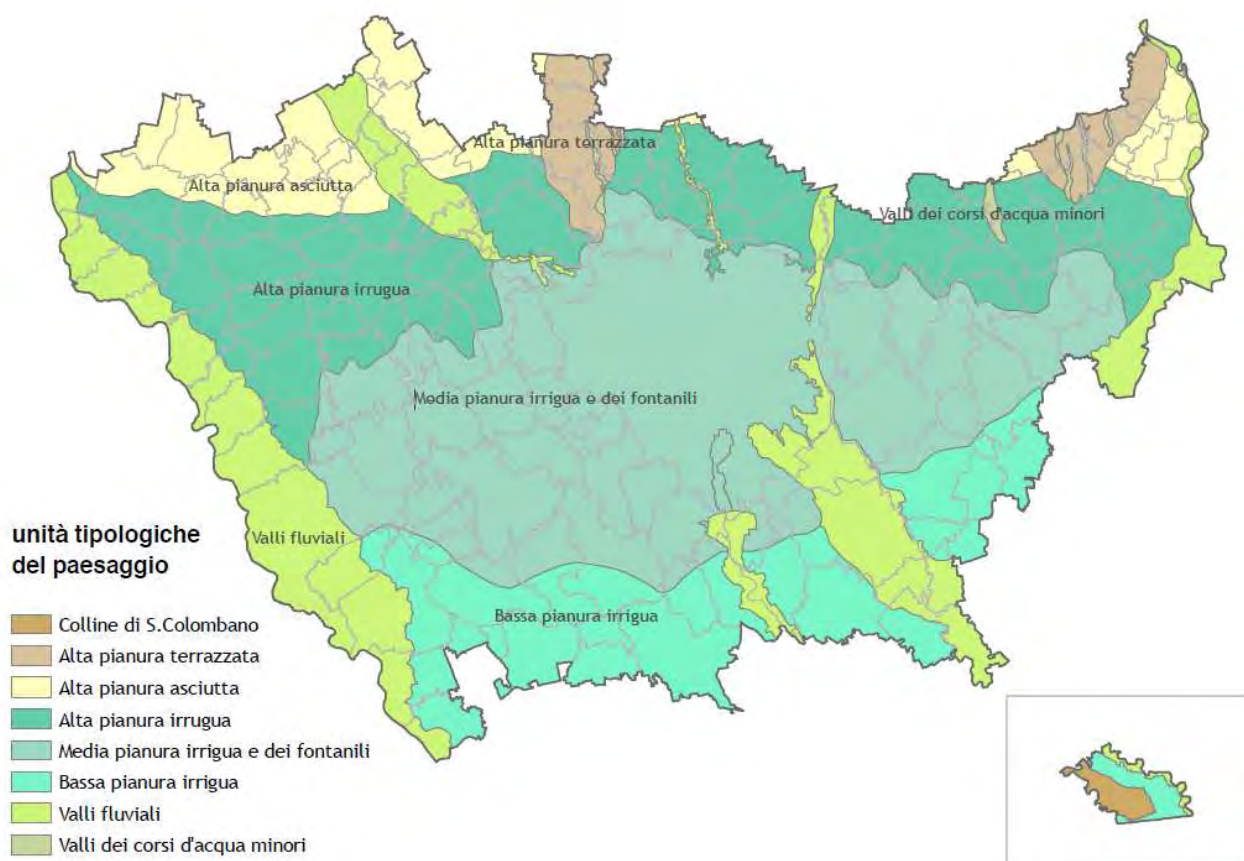 Alta pianura terrazzata
Alta pianura asciutta
Valli dei corsi d'acqua minori
Alta pianura irrugua
Media pianura irrigua e dei fontanili
Valli fluviali
Bassa pianura irrigua
unità tipologiche
del paesaggio
Colline di S.Colombano
Alta pianura terrazzata
Alta pianura asciutta
Alta pianura irrugua
Media pianura irrigua e dei fontanili
Bassa pianura irrigua
Valli fluviali
Valli dei corsi d'acqua minori